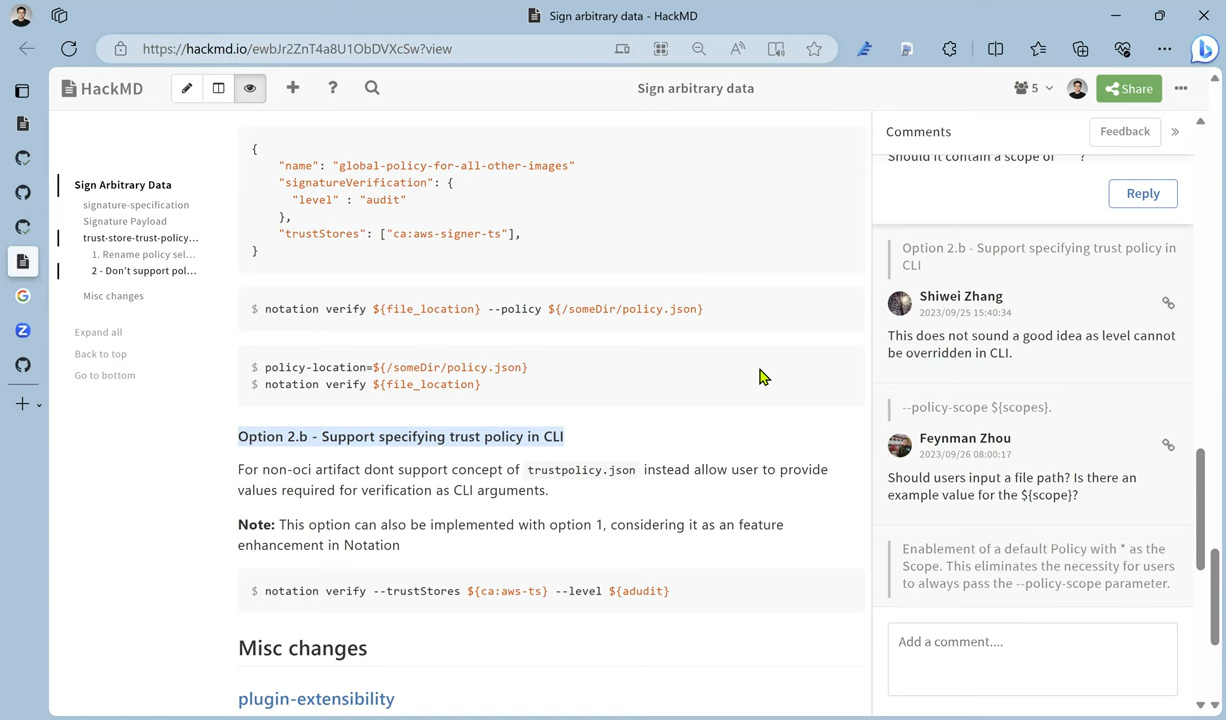 Sign arbitrary data - HackMD
https://hackmd.io/ewbJr2ZnT4a8U1ObDVXcSw?view
HackMD
Sign arbitrary data
5
Share
Sign Arbitrary Data
signature-specification
Signature Payload
trust-store-trust-policy...
1. Rename policy sel...
2 - Don't support pol...
Misc changes
Expand all
Back to top
Go to bottom
{
"name": "global-policy-for-all-other-images"
"signatureVerification": {
"level" : "audit"
},
"trustStores": ["ca:aws-signer-ts"],
}
$ notation verify ${file_location} --policy ${/someDir/policy.json}
$ policy-location=${/someDir/policy.json}
$ notation verify ${file_location}
Option 2.b - Support specifying trust policy in CLI
For non-oci artifact dont support concept of trustpolicy.json instead allow user to provide
values required for verification as CLI arguments.
Note: This option can also be implemented with option 1, considering it as an feature
enhancement in Notation
$ notation verify --trustStores ${ca:aws-ts} --level ${adudit}
Misc changes
plugin-extensibility
Comments
Feedback
Should it contain a scope of ?
Reply
Option 2.b - Support specifying trust policy in
CLI
Shiwei Zhang
2023/09/25 15:40:34
This does not sound a good idea as level cannot
be overridden in CLI.
--policy-scope ${scopes}.
Feynman Zhou
2023/09/26 08:00:17
Should users input a file path? Is there an
example value for the ${scope}?
Enablement of a default Policy with * as the
Scope. This eliminates the necessity for users
to always pass the --policy-scope parameter.
Add a comment....